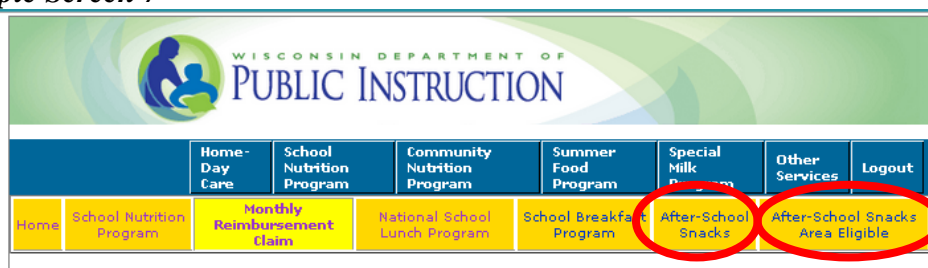 WISCONSIN DEPARTMENT OF
PUBLIC INSTRUCTION
Home- Day Care
School Nutrition Program
Community Nutrition Program
Summer Food Program
Special Milk Program
Other Services
Logout
Home
School Nutrition Program
Monthly Reimbursement Claim
National School Lunch Program
School Breakfast Program
After-School Snacks
After-School Snacks Area Eligible